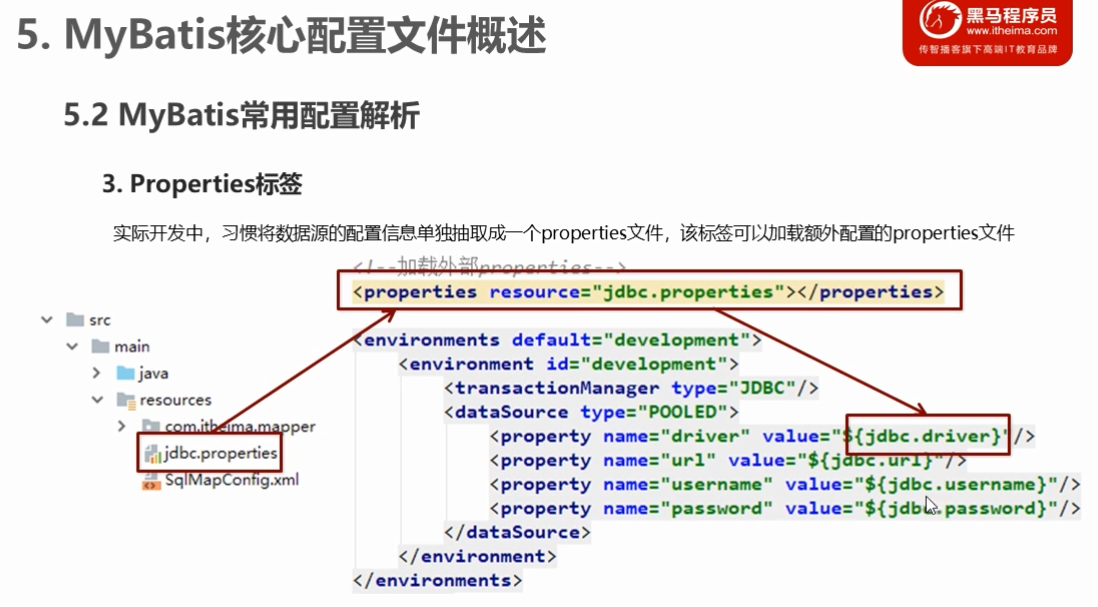 5. MyBatis核心配置文件概述
黑马程序员
www.itheima.com
传智播客旗下高端IT教育品牌
5.2 MyBatis常用配置解析
3. Properties标签
实际开发中，习惯将数据源的配置信息单独抽取成一个properties文件，该标签可以加载额外配置的properties文件
<!--加载外部properties-->
<properties resource="jdbc.properties"></properties>
src
main
java
resources
com.itheima.mapper
jdbc.properties
SqlMapConfig.xml
<environments default="development">
<environment id="development">
<transactionManager type="JDBC"/>
<dataSource type="POOLED">
<property name="driver" value="${jdbc.driver}"/>
<property name="url" value="${jdbc.url}"/>
<property name="username" value="${jdbc.username}"/>
<property name="password" value="${jdbc.password}"/>
</dataSource>
</environment>
</environments>